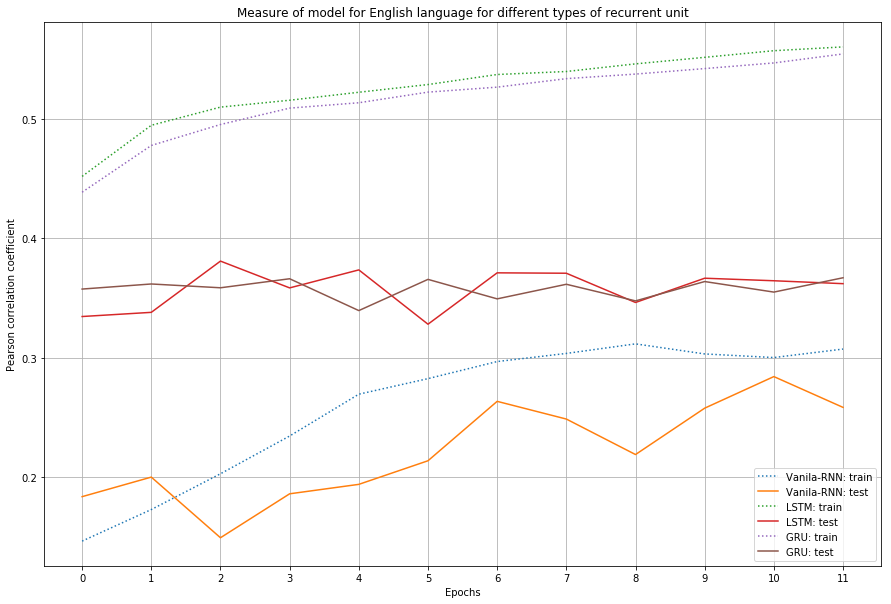 Measure of model for English language for different types of recurrent unit
Pearson correlation coefficient
0.5
0.4
0.3
0.2
0 1 2 3 4 5 6 7 8 9 10 11
Epochs
Vanila-RNN: train
Vanila-RNN: test
LSTM: train
LSTM: test
GRU: train
GRU: test